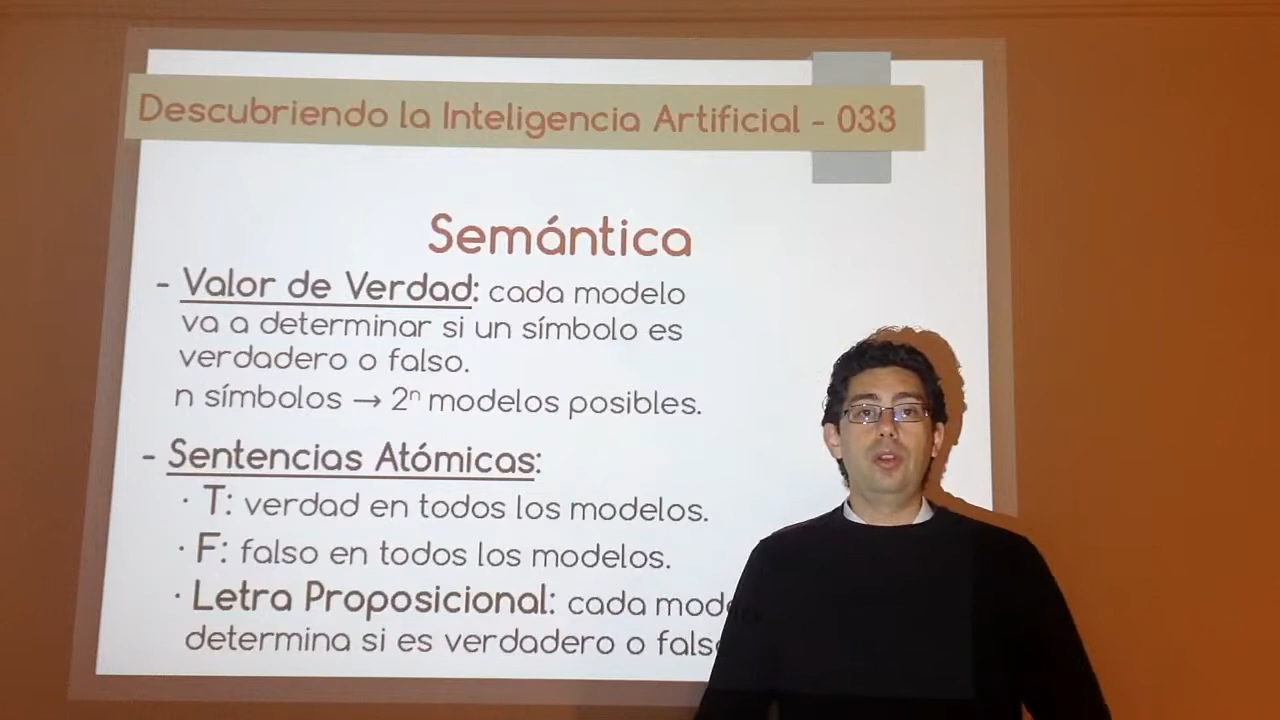 Descubriendo la Inteligencia Artificial - 033
Semántica
- Valor de Verdad: cada modelo
va a determinar si un símbolo es
verdadero o falso.
n símbolos → 2ⁿ modelos posibles.
- Sentencias Atómicas:
· T: verdad en todos los modelos.
· F: falso en todos los modelos.
· Letra Proposicional: cada modelo
determina si es verdadero o